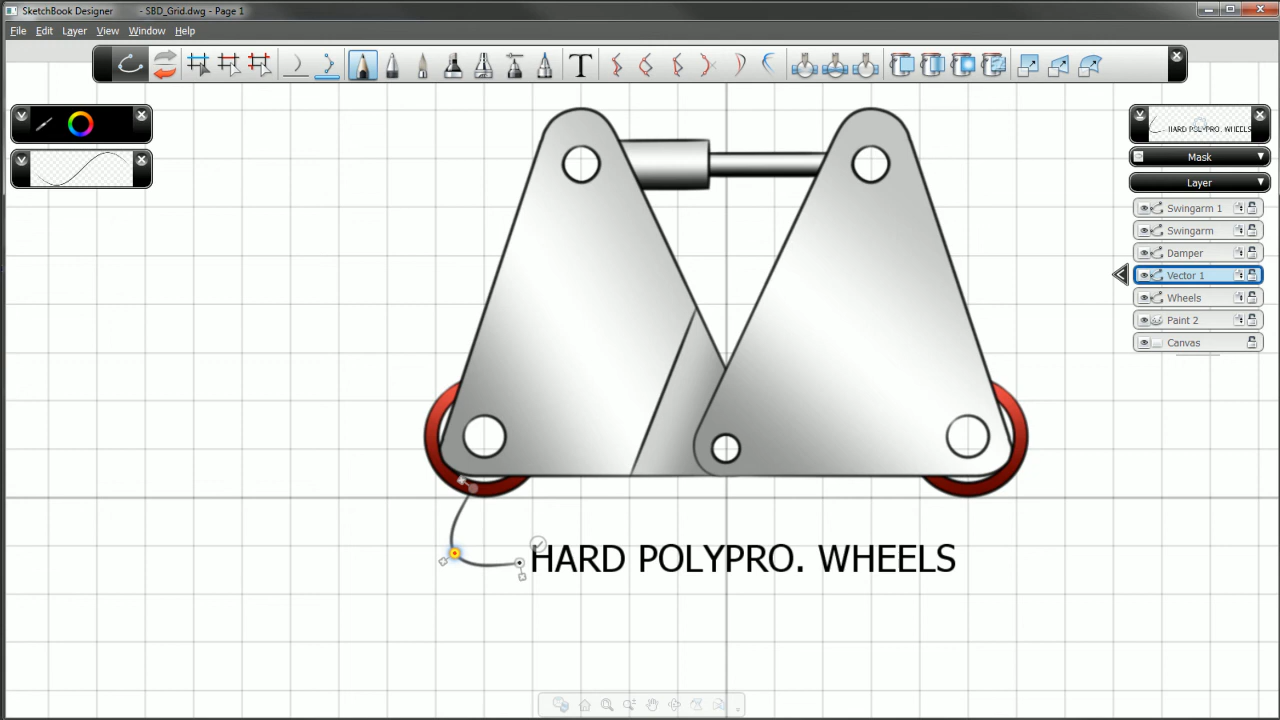 SketchBook Designer - SBD_Grid.dwg - Page 1
File Edit Layer View Window Help
T
HARD POLYPRO. WHEELS
Mask
Layer
Swingarm 1
Swingarm
Damper
Vector 1
Wheels
Paint 2
Canvas
HARD POLYPRO. WHEELS